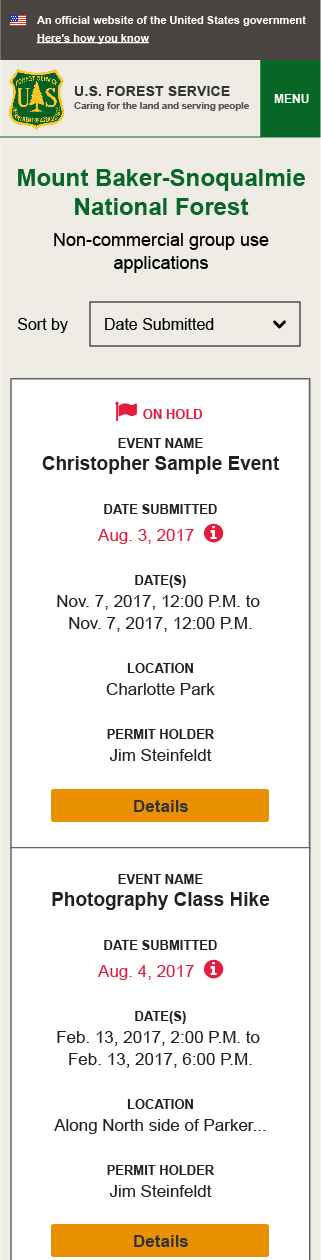 An official website of the United States government
Here's how you know
FOREST SERVICE
U S
DEPARTMENT OF AGRICULTURE
U.S. FOREST SERVICE
Caring for the land and serving people
MENU
Mount Baker-Snoqualmie
National Forest
Non-commercial group use
applications
Sort by
Date Submitted
ON HOLD
EVENT NAME
Christopher Sample Event
DATE SUBMITTED
Aug. 3, 2017
DATE(S)
Nov. 7, 2017, 12:00 P.M. to
Nov. 7, 2017, 12:00 P.M.
LOCATION
Charlotte Park
PERMIT HOLDER
Jim Steinfeldt
Details
EVENT NAME
Photography Class Hike
DATE SUBMITTED
Aug. 4, 2017
DATE(S)
Feb. 13, 2017, 2:00 P.M. to
Feb. 13, 2017, 6:00 P.M.
LOCATION
Along North side of Parker...
PERMIT HOLDER
Jim Steinfeldt
Details